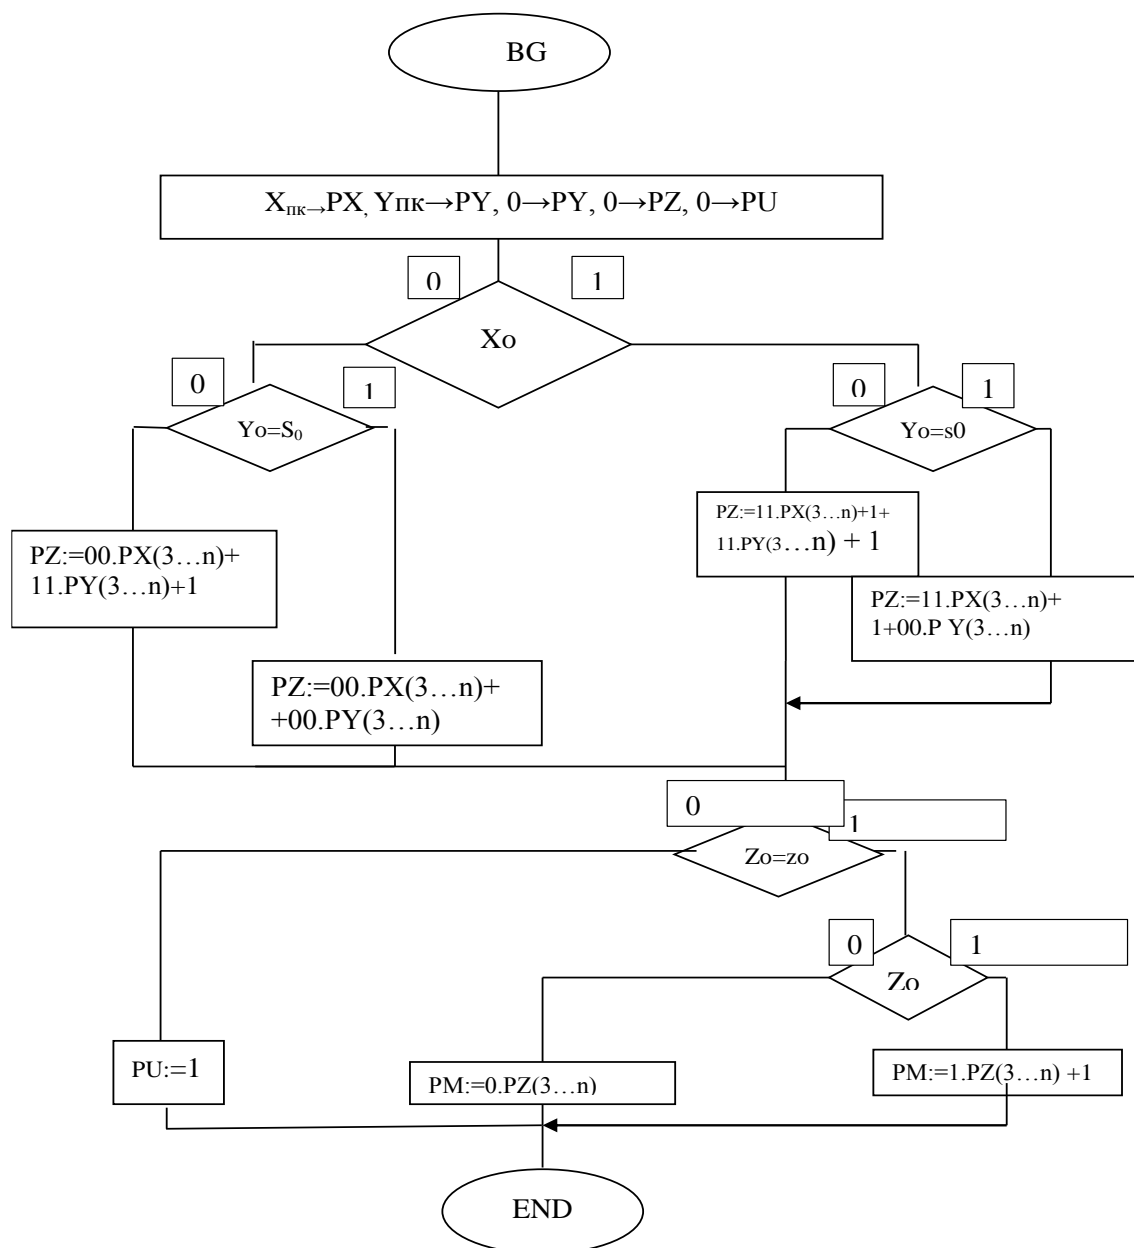 BG
Xпк→PX, Yпк→PY, 0→PY, 0→PZ, 0→PU
0
1
Xo
0
1
0
1
Yo=S0
Yo=s0
PZ:=11.PX(3…n)+1+
11.PY(3…n) + 1
PZ:=00.PX(3…n)+
11.PY(3…n)+1
PZ:=11.PX(3…n)+
1+00.P Y(3…n)
PZ:=00.PX(3…n)+
+00.PY(3…n)
0
1
Zo=zo
0
1
Zo
PU:=1
PM:=0.PZ(3…n)
PM:=1.PZ(3…n) +1
END